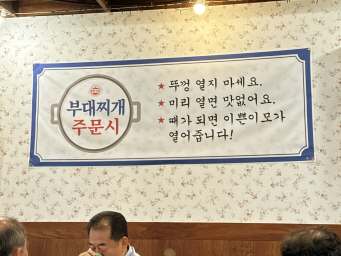 부대찌개
주문시
★ 뚜껑 열지 마세요.
★ 미리 열면 맛없어요.
★ 때가 되면 이쁜이모가
열어줍니다!